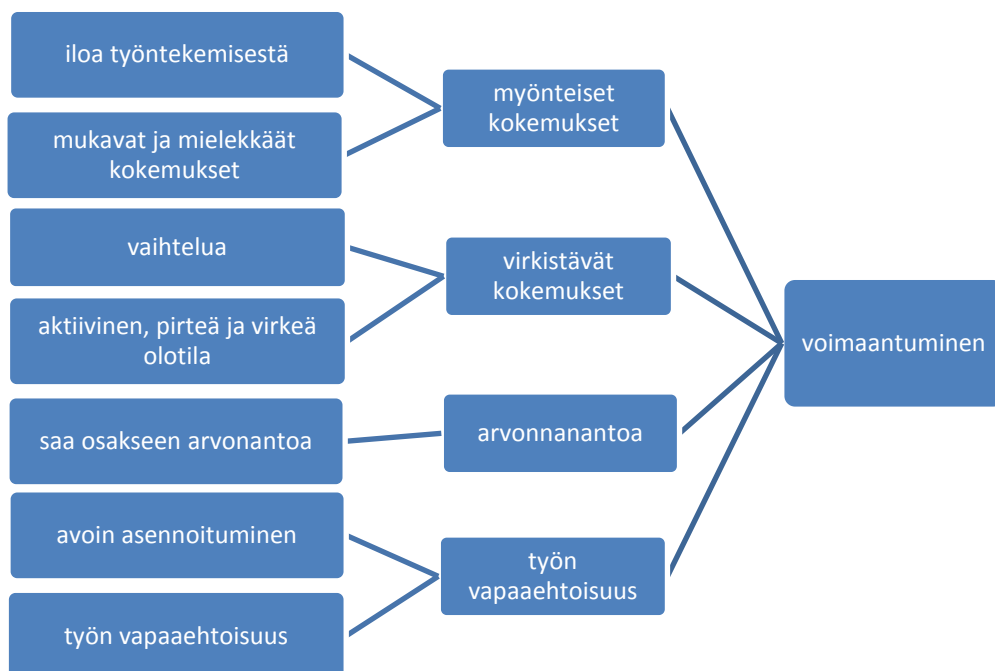 iloa työntekemisestä
mukavat ja mielekkäät
kokemukset
vaihtelua
aktiivinen, pirteä ja virkeä
olotila
saa osakseen arvonantoa
avoin asennoituminen
työn vapaaehtoisuus
myönteiset
kokemukset
virkistävät
kokemukset
arvonnanantoa
työn
vapaaehtoisuus
voimaantuminen